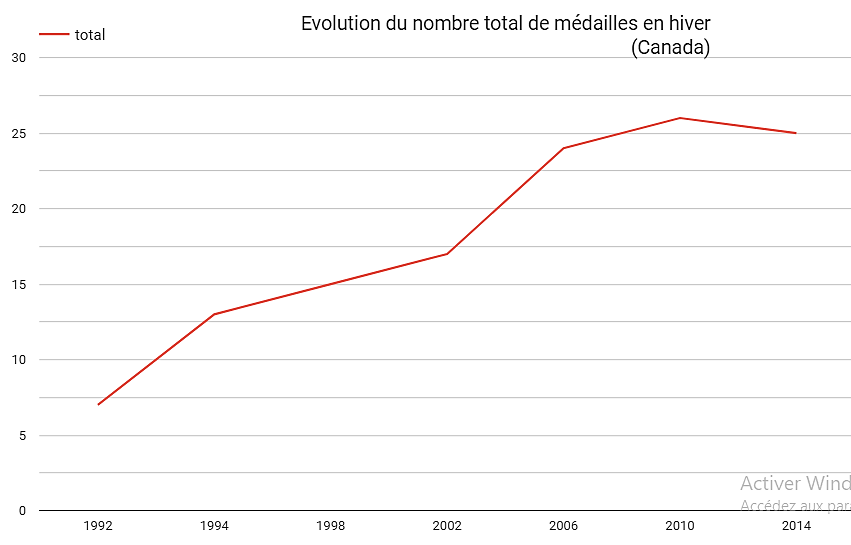 Evolution du nombre total de médailles en hiver
(Canada)
total
30
25
20
15
10
5
0
1992 1994 1998 2002 2006 2010 2014
Activer Wind
Accédez aux par